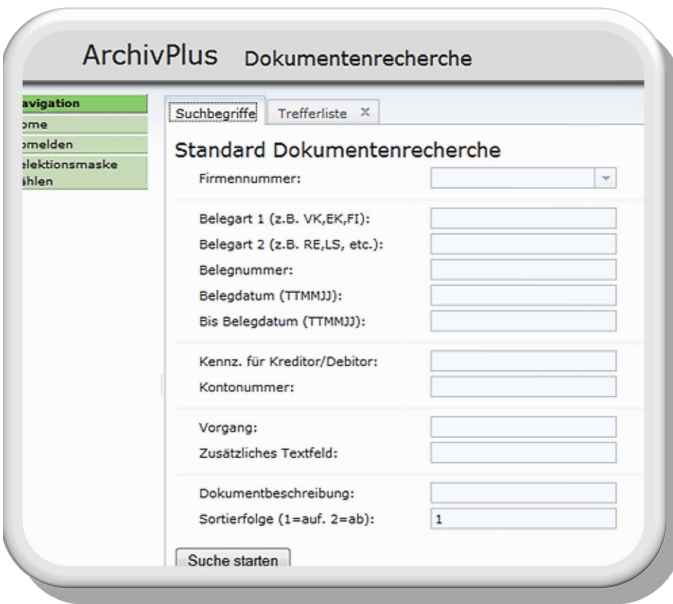 ArchivPlus Dokumentenrecherche
avigation
ome
omelden
elektionsmaske
ählen
Suchbegriffe Trefferliste X
Standard Dokumentenrecherche
Firmennummer:
Belegart 1 (z.B. VK,EK,FI):
Belegart 2 (z.B. RE,LS, etc.):
Belegnummer:
Belegdatum (TTMMJJ):
Bis Belegdatum (TTMMJJ):
Kennz. für Kreditor/Debitor:
Kontonummer:
Vorgang:
Zusätzliches Textfeld:
Dokumentbeschreibung:
Sortierfolge (1=auf. 2=ab): 1
Suche starten